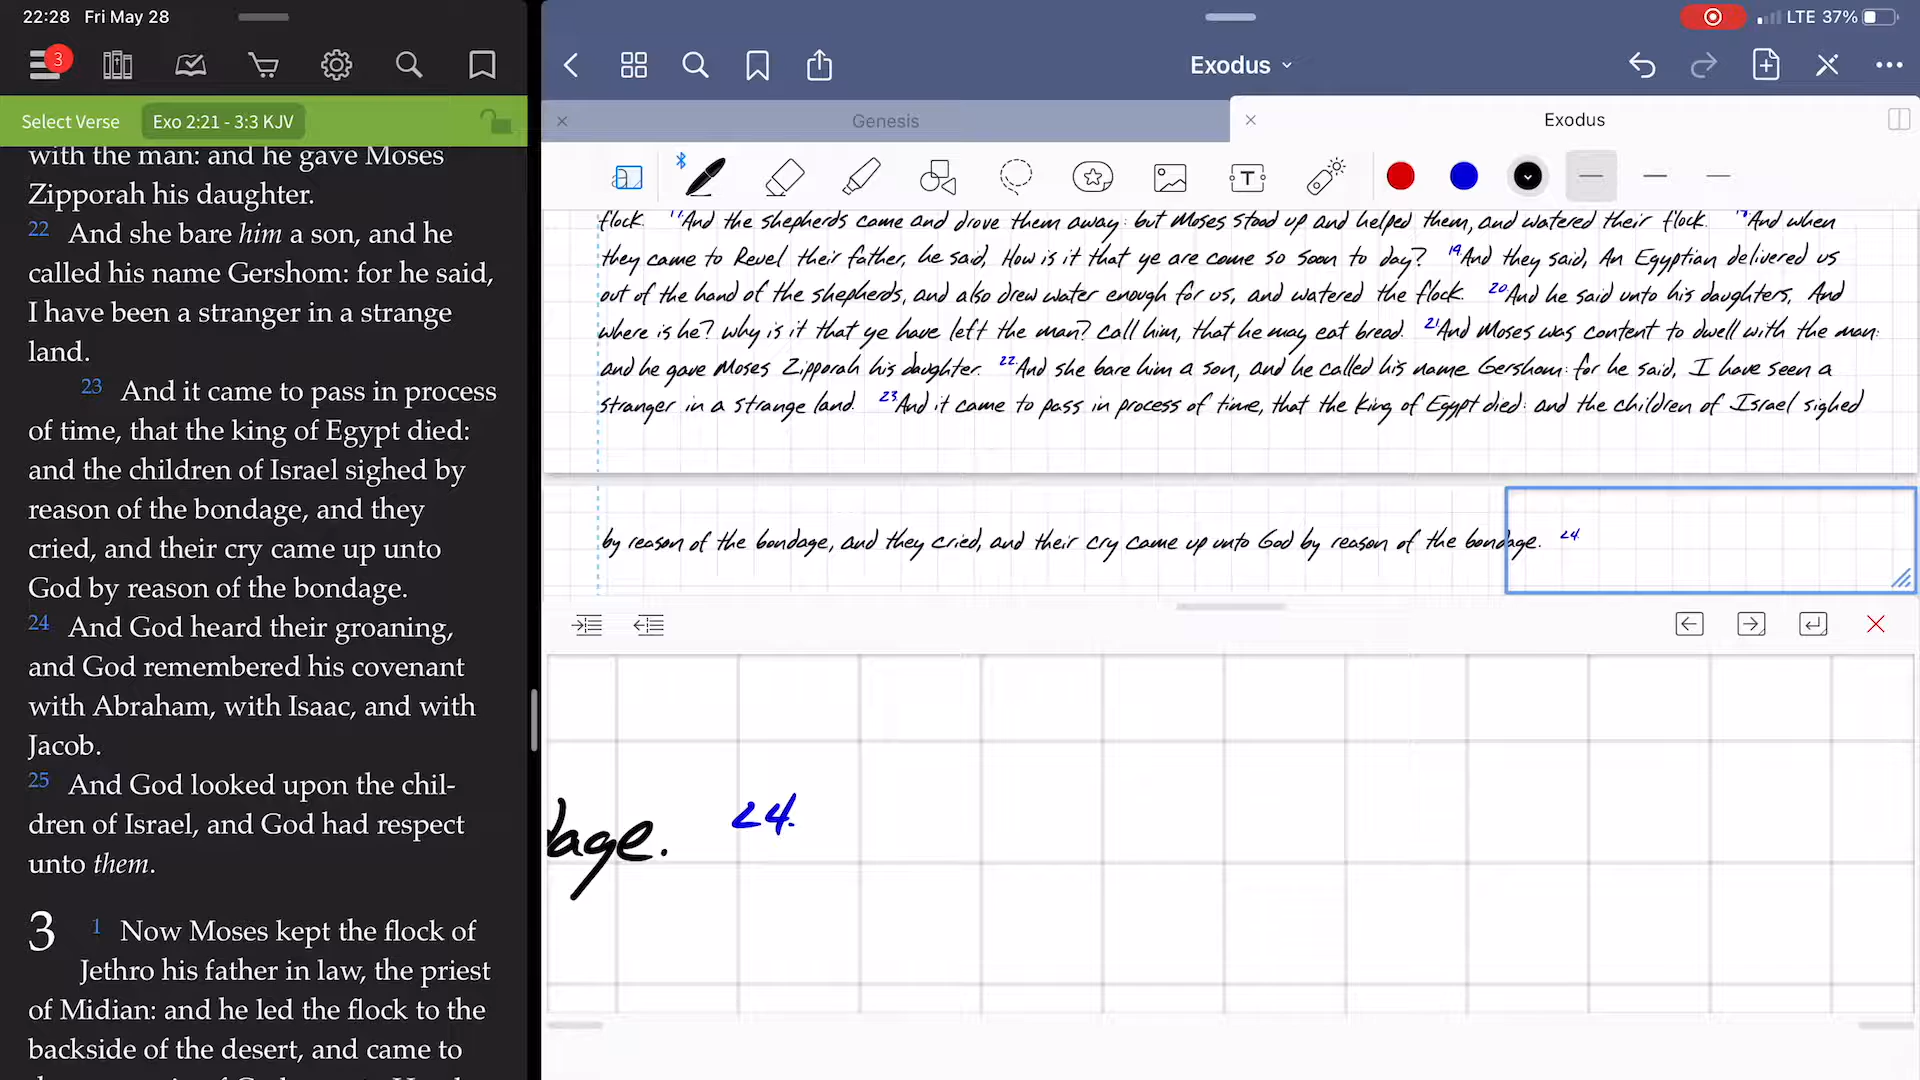 22:28 Fri May 28
3
Select Verse Exo 2:21 - 3:3 KJV
with the man: and he gave Moses
Zipporah his daughter.
22 And she bare him a son, and he
called his name Gershom: for he said,
I have been a stranger in a strange
land.
23 And it came to pass in process
of time, that the king of Egypt died:
and the children of Israel sighed by
reason of the bondage, and they
cried, and their cry came up unto
God by reason of the bondage.
24 And God heard their groaning,
and God remembered his covenant
with Abraham, with Isaac, and with
Jacob.
25 And God looked upon the chil-
dren of Israel, and God had respect
unto them.
3 1 Now Moses kept the flock of
Jethro his father in law, the priest
of Midian: and he led the flock to the
backside of the desert, and came to
LTE 37%
Exodus
Genesis
Exodus
T
flock. 17. And the shepherds came and drove them away: but Moses stood up and helped them, and watered their flock. 18 And when
they came to Reuel their father, he said, How is it that ye are come so soon to day? 19 And they said, An Egyptian delivered us
out of the hand of the shepherds, and also drew water enough for us, and watered the flock. 20 And he said unto his daughters, And
where is he? why is it that ye have left the man? call him, that he may eat bread. 21 And Moses was content to dwell with the man:
and he gave Moses Zipporah his daughter. 22. And she bare him a son, and he called his name Gershom: for he said, I have seen a
stranger in a strange land. 23 And it came to pass in process of time, that the king of Egypt died: and the children of Israel sighed
by reason of the bondage, and they cried, and their cry came up unto God by reason of the bondage. 24.
dage. 24.